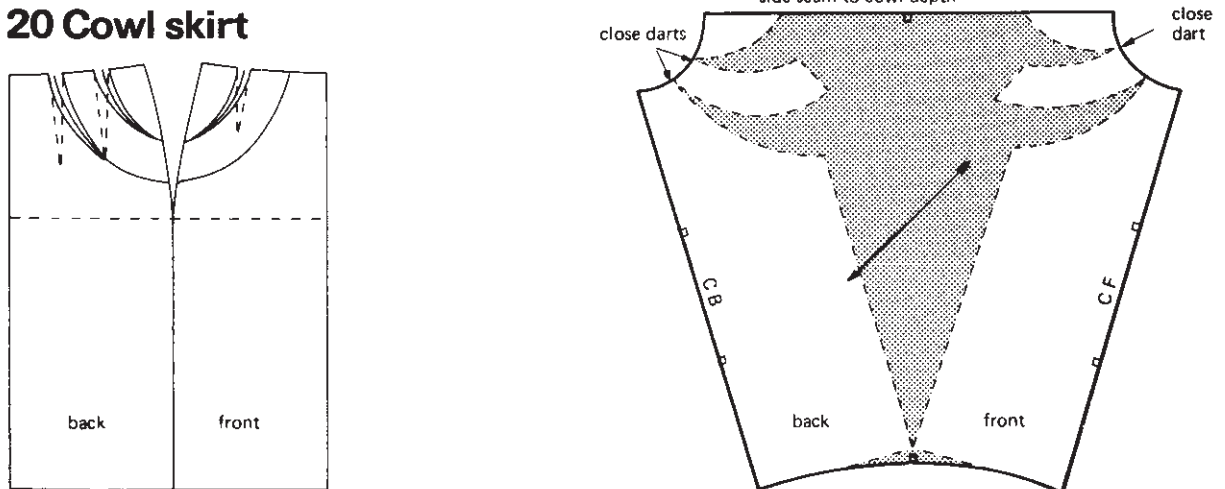 20 Cowl skirt
side seam to cowl depth
close darts
close
dart
CB
CF
back
front
back
front